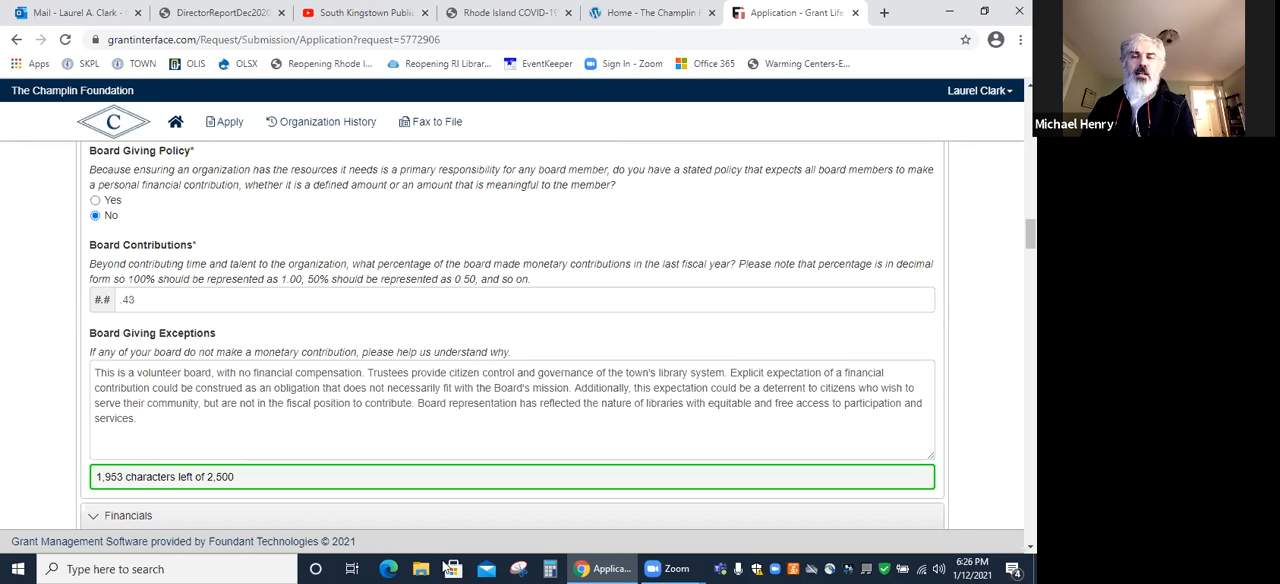 Mail - Laurel A. Clark - 
DirectorReportDec2020
South Kingstown Public
Rhode Island COVID-19
Home - The Champlin F
Application - Grant Life
grantinterface.com/Request/Submission/Application?request=5772906
Apps
SKPL
TOWN
OLIS
OLSX
Reopening Rhode I...
Reopening RI Librar...
EventKeeper
Sign In - Zoom
Office 365
Warming Centers-E...
The Champlin Foundation
Laurel Clark
C
Apply
Organization History
Fax to File
Michael Henry
Board Giving Policy*
Because ensuring an organization has the resources it needs is a primary responsibility for any board member, do you have a stated policy that expects all board members to make
a personal financial contribution, whether it is a defined amount or an amount that is meaningful to the member?
Yes
No
Board Contributions*
Beyond contributing time and talent to the organization, what percentage of the board made monetary contributions in the last fiscal year? Please note that percentage is in decimal
form so 100% should be represented as 1.00, 50% should be represented as 0.50, and so on.
#.# .43
Board Giving Exceptions
If any of your board do not make a monetary contribution, please help us understand why.
This is a volunteer board, with no financial compensation. Trustees provide citizen control and governance of the town's library system. Explicit expectation of a financial
contribution could be construed as an obligation that does not necessarily fit with the Board's mission. Additionally, this expectation could be a deterrent to citizens who wish to
serve their community, but are not in the fiscal position to contribute. Board representation has reflected the nature of libraries with equitable and free access to participation and
services.
1,953 characters left of 2,500
Financials
Grant Management Software provided by Foundant Technologies © 2021
Type here to search
Applica...
Zoom
6:26 PM
1/12/2021